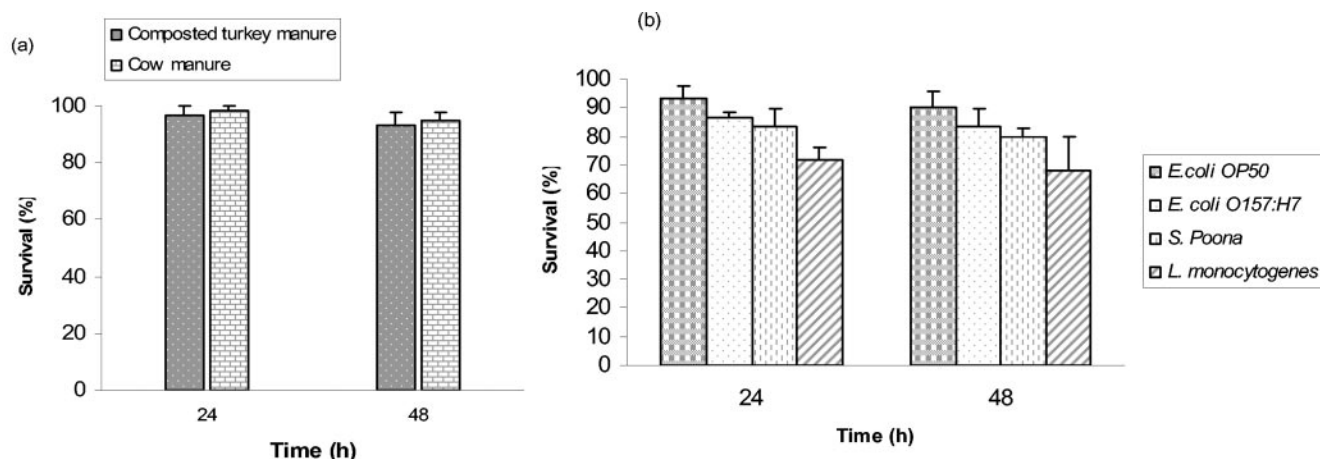 (a)
Composted turkey manure
Cow manure
Survival (%)
100
80
60
40
20
0
24
48
Time (h)
(b)
Survival (%)
100
90
80
70
60
50
40
30
20
10
0
24
48
Time (h)
E.coli OP50
E. coli O157:H7
S. Poona
L. monocytogenes